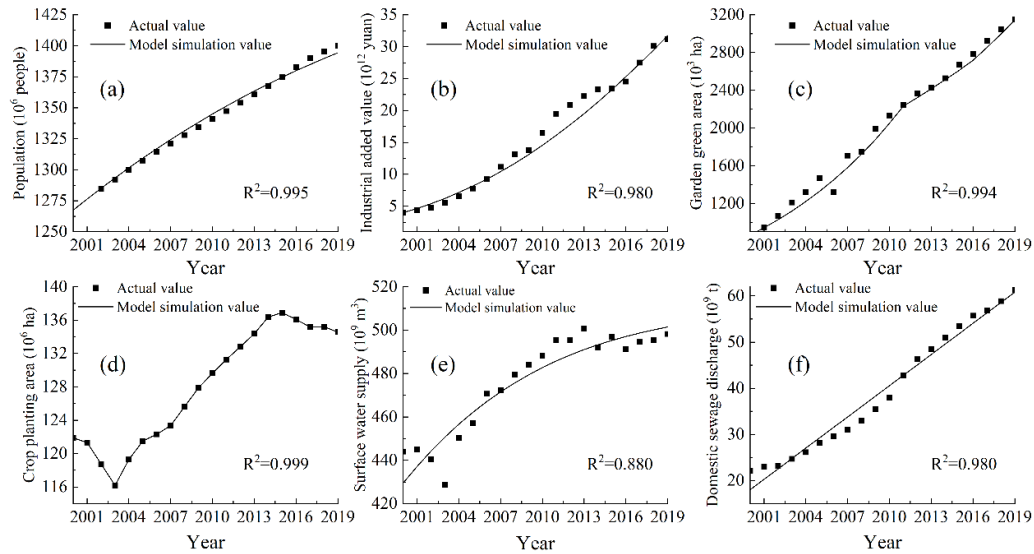 Actual value
Model simulation value
(a)
R²=0.995
Population (10⁶ people)
1400
1375
1350
1325
1300
1275
1250
2001 2004 2007 2010 2013 2016 2019
Year
Actual value
Model simulation value
(b)
R²=0.980
Industrial added value (10¹² yuan)
35
30
25
20
15
10
5
2001 2004 2007 2010 2013 2016 2019
Year
Actual value
Model simulation value
(c)
R²=0.994
Garden green area (10³ ha)
3200
2800
2400
2000
1600
1200
2001 2004 2007 2010 2013 2016 2019
Year
Actual value
Model simulation value
(d)
R²=0.999
Crop planting area (10⁶ ha)
140
136
132
128
124
120
116
2001 2004 2007 2010 2013 2016 2019
Year
Actual value
Model simulation value
(e)
R²=0.880
Surface water supply (10⁹ m³)
520
500
480
460
440
420
2001 2004 2007 2010 2013 2016 2019
Year
Actual value
Model simulation value
(f)
R²=0.980
Domestic sewage discharge (10⁹ t)
60
50
40
30
20
2001 2004 2007 2010 2013 2016 2019
Year